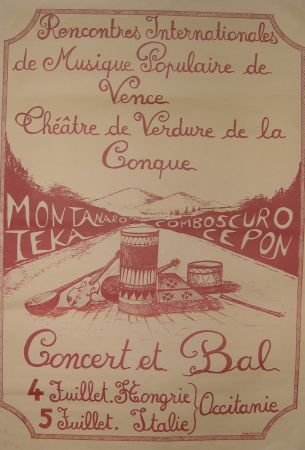 Rencontres Internationales
de Musique Populaire de
Vence
Théâtre de Verdure de la
Conque
MONTANARO COMBOSCURO
TEKA CEPON
Concert et Bal
4 Juillet. Hongrie
5 Juillet. Italie } Occitanie